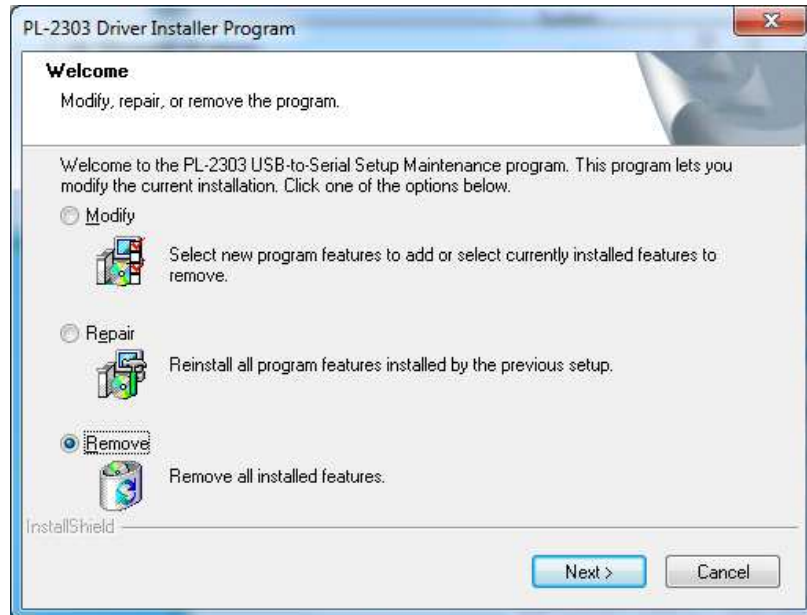 PL-2303 Driver Installer Program
Welcome
Modify, repair, or remove the program.
Welcome to the PL-2303 USB-to-Serial Setup Maintenance program. This program lets you
modify the current installation. Click one of the options below.
Modify
Select new program features to add or select currently installed features to
remove.
Repair
Reinstall all program features installed by the previous setup.
Remove
Remove all installed features.
InstallShield
Next >
Cancel